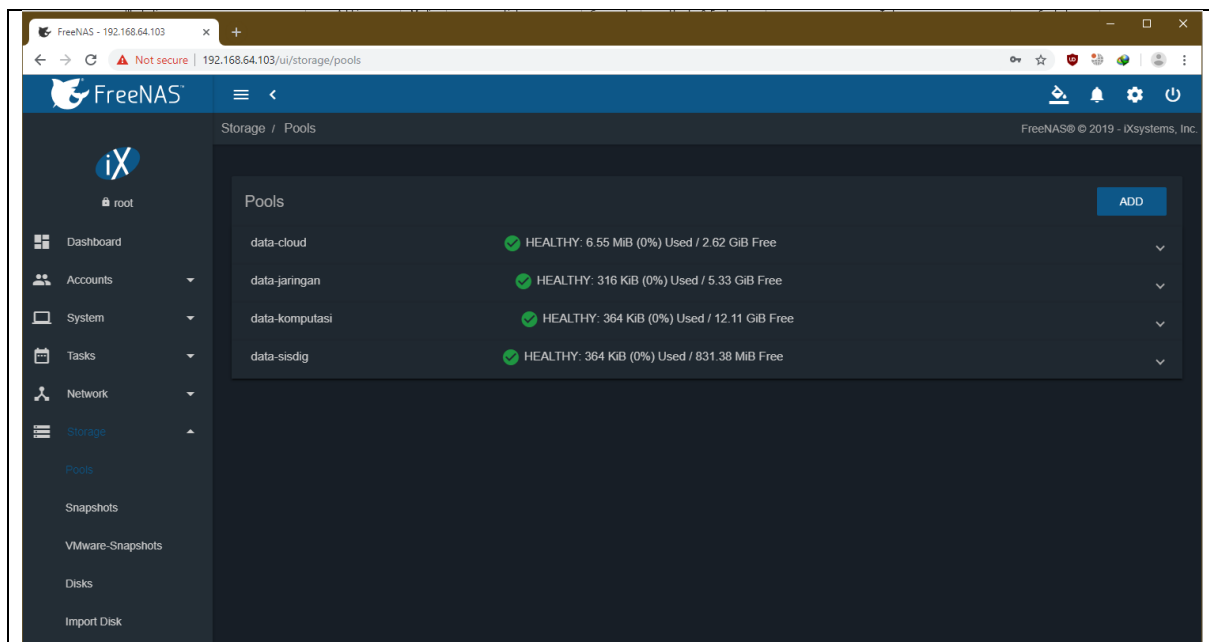 FreeNAS - 192.168.64.103
Not secure | 192.168.64.103/ui/storage/pools
FreeNAS
Storage / Pools
FreeNAS® © 2019 - iXsystems, Inc.
iX
root
Pools
ADD
Dashboard
data-cloud HEALTHY: 6.55 MiB (0%) Used / 2.62 GiB Free
Accounts
data-jaringan HEALTHY: 316 KiB (0%) Used / 5.33 GiB Free
System
data-komputasi HEALTHY: 364 KiB (0%) Used / 12.11 GiB Free
Tasks
data-sisdig HEALTHY: 364 KiB (0%) Used / 831.38 MiB Free
Network
Storage
Pools
Snapshots
VMware-Snapshots
Disks
Import Disk